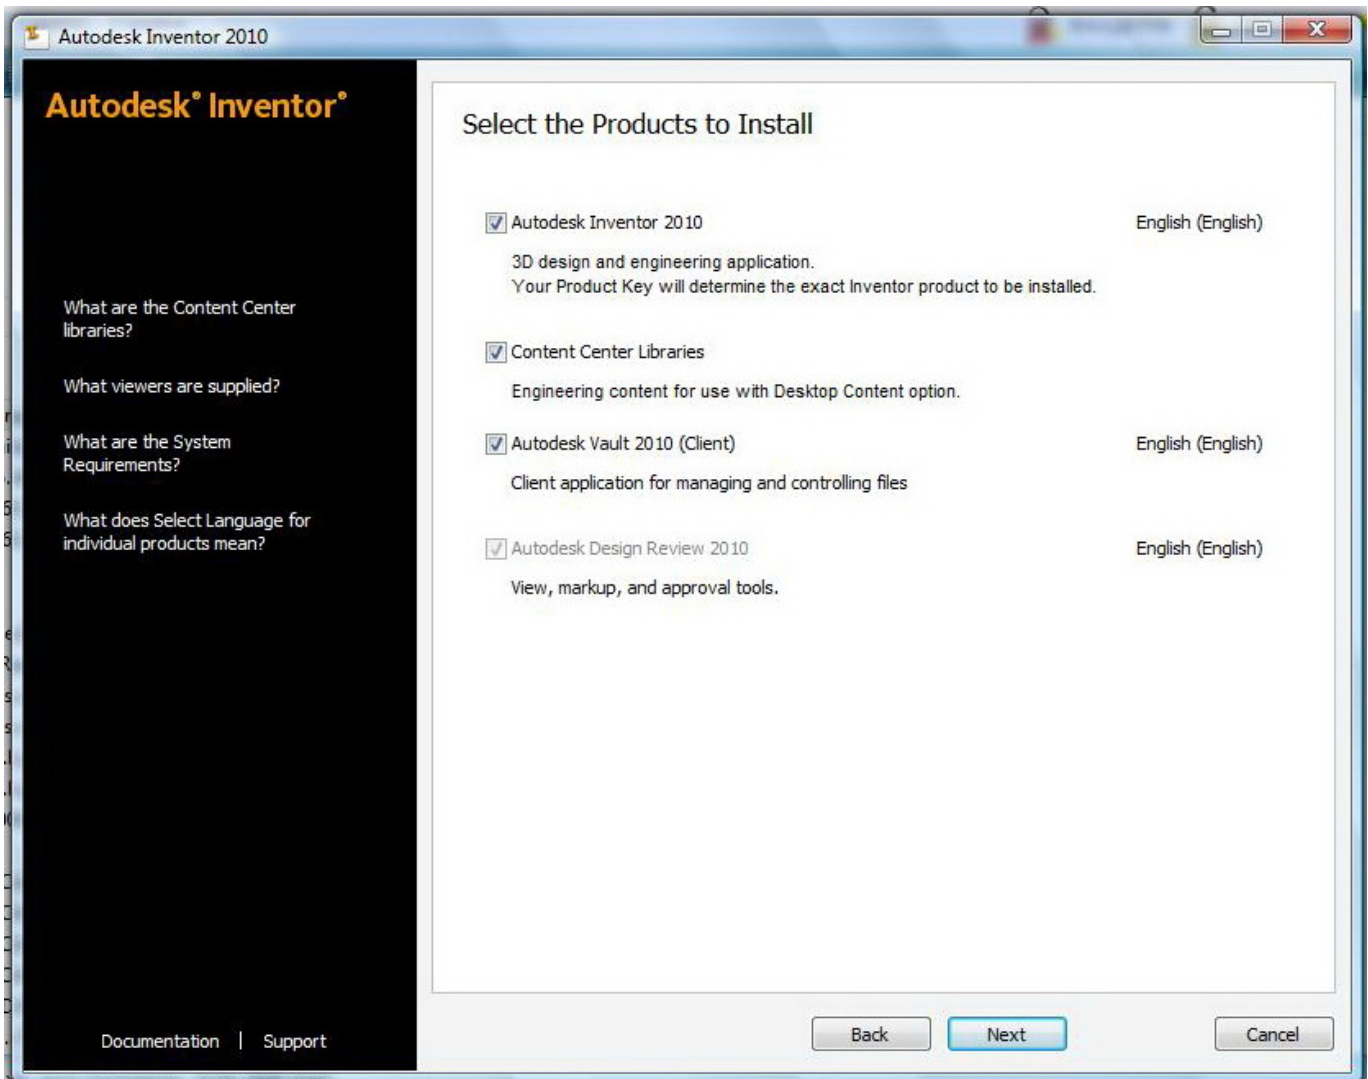 Autodesk Inventor 2010
Autodesk® Inventor®
What are the Content Center
libraries?
What viewers are supplied?
What are the System
Requirements?
What does Select Language for
individual products mean?
Documentation | Support
Select the Products to Install
Autodesk Inventor 2010 English (English)
3D design and engineering application.
Your Product Key will determine the exact Inventor product to be installed.
Content Center Libraries
Engineering content for use with Desktop Content option.
Autodesk Vault 2010 (Client) English (English)
Client application for managing and controlling files
Autodesk Design Review 2010 English (English)
View, markup, and approval tools.
Back Next Cancel